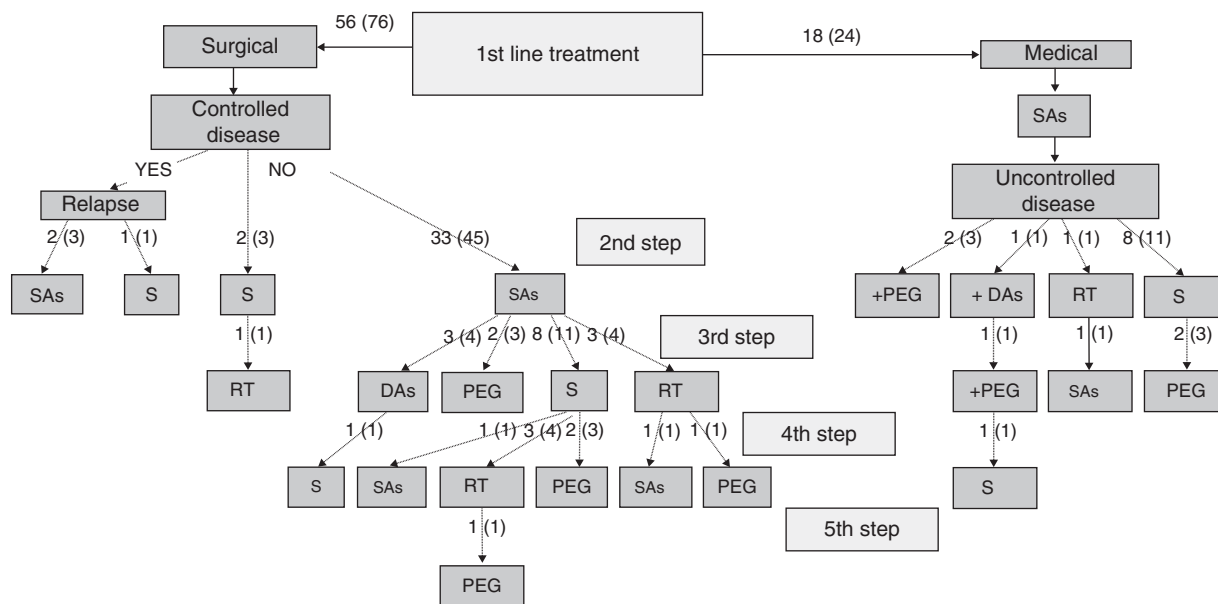 56 (76)
Surgical
1st line treatment
18 (24)
Medical
Controlled
disease
SAs
YES
NO
Uncontrolled
disease
Relapse
2 (3)
1 (1)
2 (3)
33 (45)
2nd step
2 (3)
1 (1)
1 (1)
8 (11)
SAs
S
S
SAs
+PEG
+ DAs
RT
S
1 (1)
3 (4)
2 (3)
8 (11)
3 (4)
3rd step
1 (1)
1 (1)
2 (3)
RT
DAs
PEG
S
RT
+PEG
SAs
PEG
1 (1)
1 (1)
3 (4)
2 (3)
1 (1)
1 (1)
4th step
1 (1)
S
SAs
RT
PEG
SAs
PEG
S
1 (1)
5th step
PEG